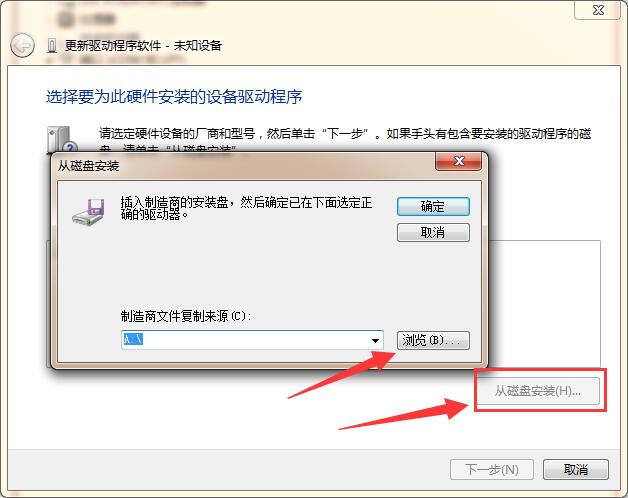 更新驱动程序软件 - 未知设备
选择要为此硬件安装的设备驱动程序
请选定硬件设备的厂商和型号，然后单击“下一步”。如果手头有包含要安装的驱动程序的磁
盘，请单击“从磁盘安装”。
从磁盘安装
插入制造商的安装盘，然后确定已在下面选定正
确的驱动器。
确定
取消
制造商文件复制来源(C):
A:\
浏览(B)...
从磁盘安装(H)...
下一步(N)
取消